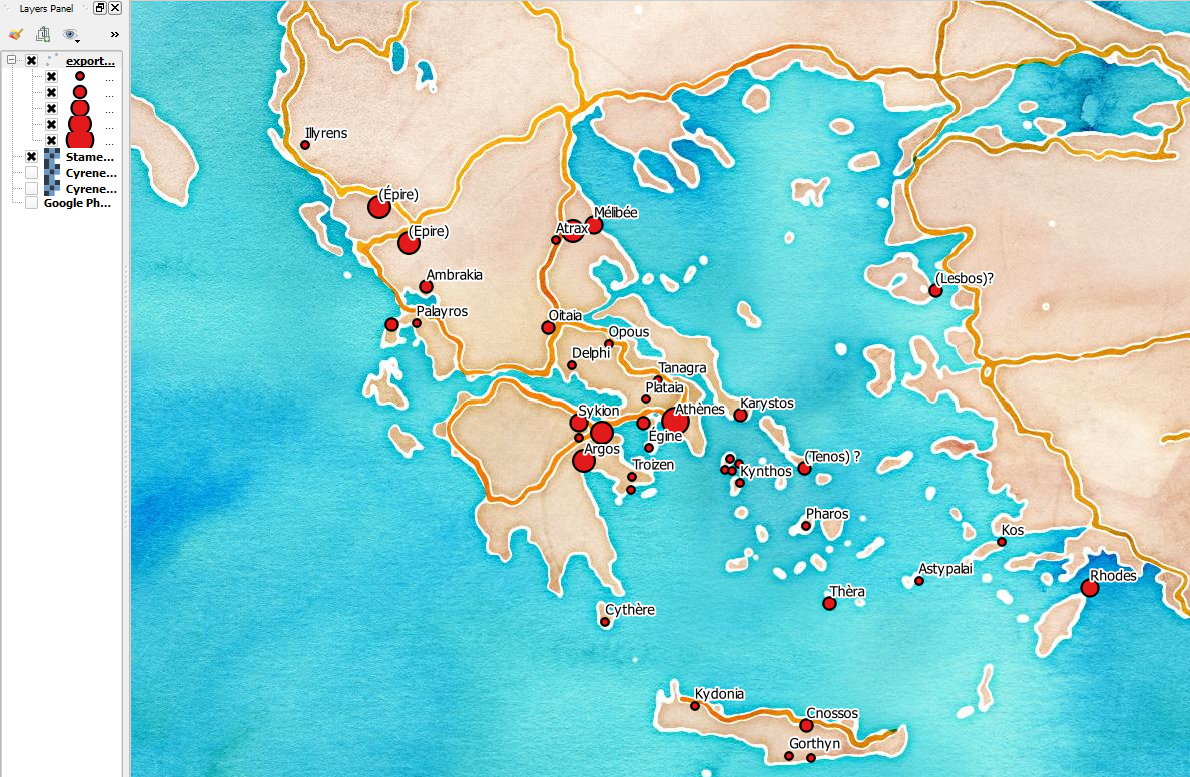 Layers Panel
»
export...
...
...
...
...
...
Stame...
Cyrene...
Cyrene...
Google Ph...
Illyrens
(Épire)
Mélibée
Atrax
(Epire)
Ambrakia
(Lesbos)?
Palayros
Oitaia
Opous
Delphi
Tanagra
Plataia
Karystos
Sykion
Athènes
Égine
Argos
(Tenos) ?
Troizen
Kynthos
Pharos
Kos
Astypalai
Rhodes
Thèra
Cythère
Kydonia
Cnossos
Gorthyn